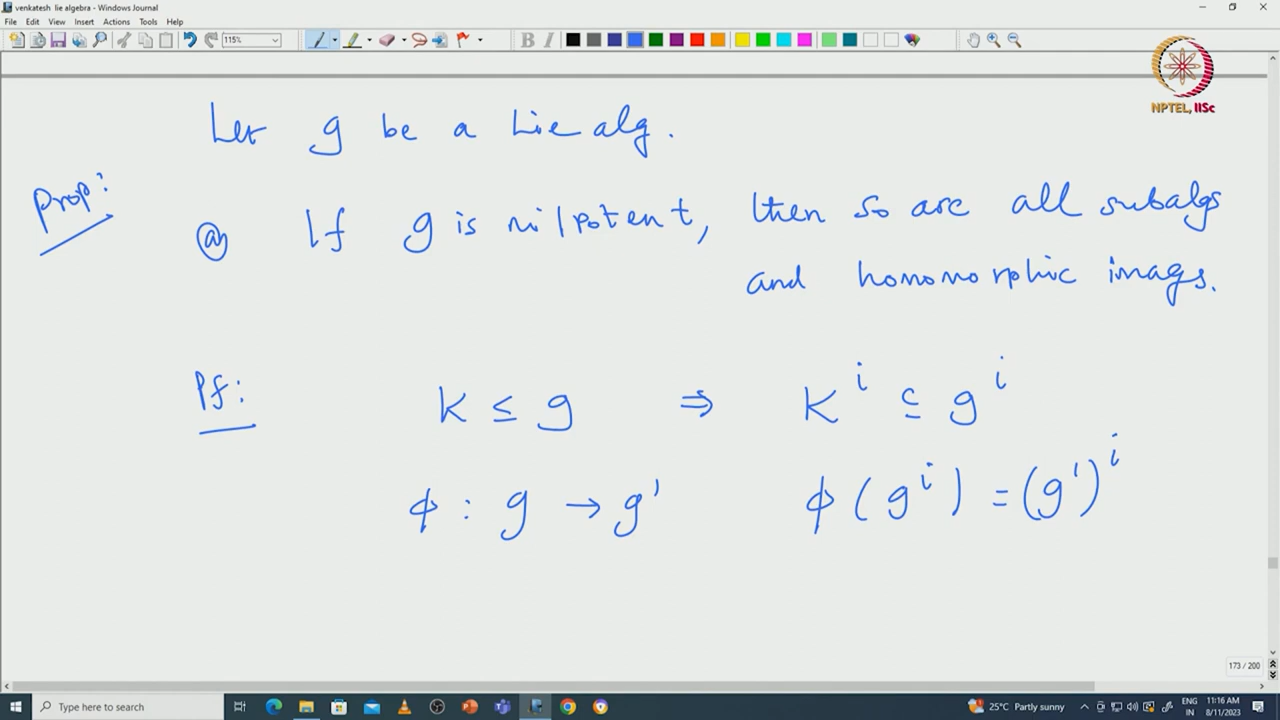 venkatesh lie algebra - Windows Journal
File Edit View Insert Actions Tools Help
115%
B I
NPTEL, IISc
Let g be a Lie alg.
Prop:
ⓐ If g is nilpotent, then so are all subalgs
and homomorphic images.
Pf: K ≤ g ⇒ K^i ⊆ g^i
φ : g → g' φ(g^i) = (g')^i
173 / 200
Type here to search
25°C Partly sunny
ENG
IN
11:16 AM
8/11/2023